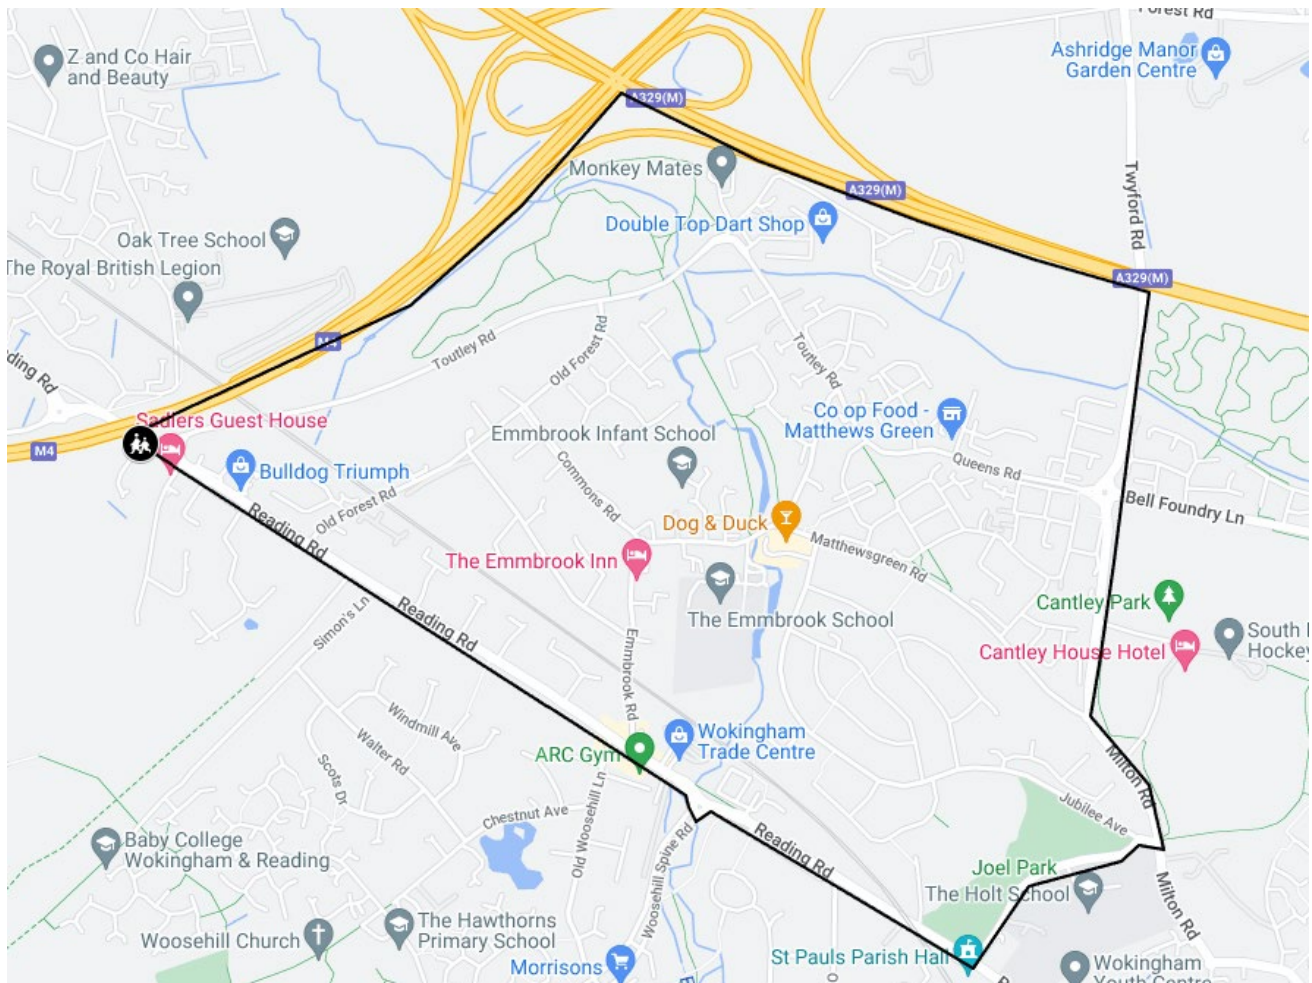 Forest Rd
Z and Co Hair
and Beauty
Ashridge Manor
Garden Centre
A329(M)
Monkey Mates
Twyford Rd
A329(M)
Double Top Dart Shop
Oak Tree School
The Royal British Legion
A329(M)
M4
Toutley Rd
Old Forest Rd
Toutley Rd
ding Rd
Sadlers Guest House
Co op Food -
Matthews Green
Emmbrook Infant School
M4
Bulldog Triumph
Commons Rd
Queens Rd
Bell Foundry Ln
Old Forest Rd
Reading Rd
Dog & Duck
Matthewsgreen Rd
The Emmbrook Inn
The Emmbrook School
Cantley Park
Simon's Ln
Reading Rd
Emmbrook Rd
South
Hockey
Cantley House Hotel
Windmill Ave
Walter Rd
Scots Dr
Wokingham
Trade Centre
ARC Gym
Milton Rd
Jubilee Ave
Chestnut Ave
Old Woosehill Ln
Woosehill Spine Rd
Reading Rd
Baby College
Wokingham & Reading
Joel Park
The Holt School
Milton Rd
The Hawthorns
Primary School
Woosehill Church
Morrisons
St Pauls Parish Hall
Wokingham
Youth Centre